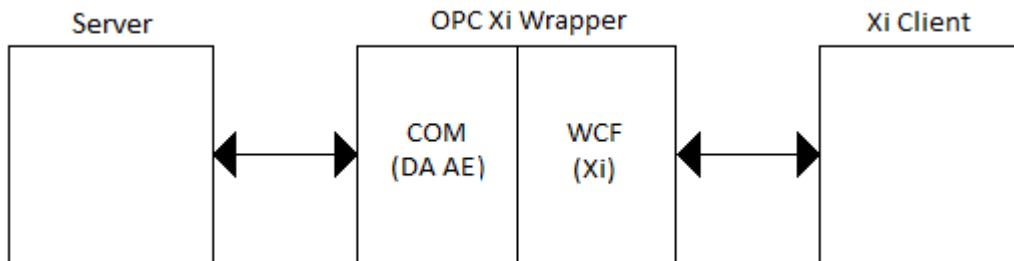 Server
OPC Xi Wrapper
Xi Client
COM
(DA AE)
WCF
(Xi)